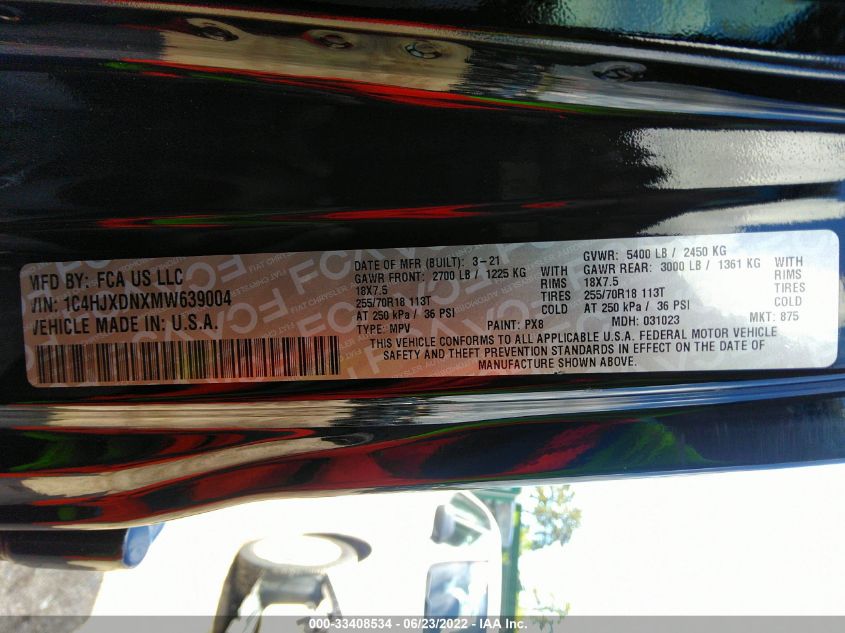 MFD BY: FCA US LLC
VIN: 1C4HJXDNXMW639004
VEHICLE MADE IN: U.S.A.
DATE OF MFR (BUILT): 3-21
GAWR FRONT: 2700 LB / 1225 KG WITH
18X7.5 RIMS
255/70R18 113T TIRES
AT 250 kPa / 36 PSI COLD
TYPE: MPV PAINT: PX8
GVWR: 5400 LB / 2450 KG
GAWR REAR: 3000 LB / 1361 KG WITH
18X7.5 RIMS
255/70R18 113T TIRES
AT 250 kPa / 36 PSI COLD
MDH: 031023 MKT: 875
THIS VEHICLE CONFORMS TO ALL APPLICABLE U.S.A. FEDERAL MOTOR VEHICLE
SAFETY AND THEFT PREVENTION STANDARDS IN EFFECT ON THE DATE OF
MANUFACTURE SHOWN ABOVE.
000-33408534 - 06/23/2022 - IAA Inc.